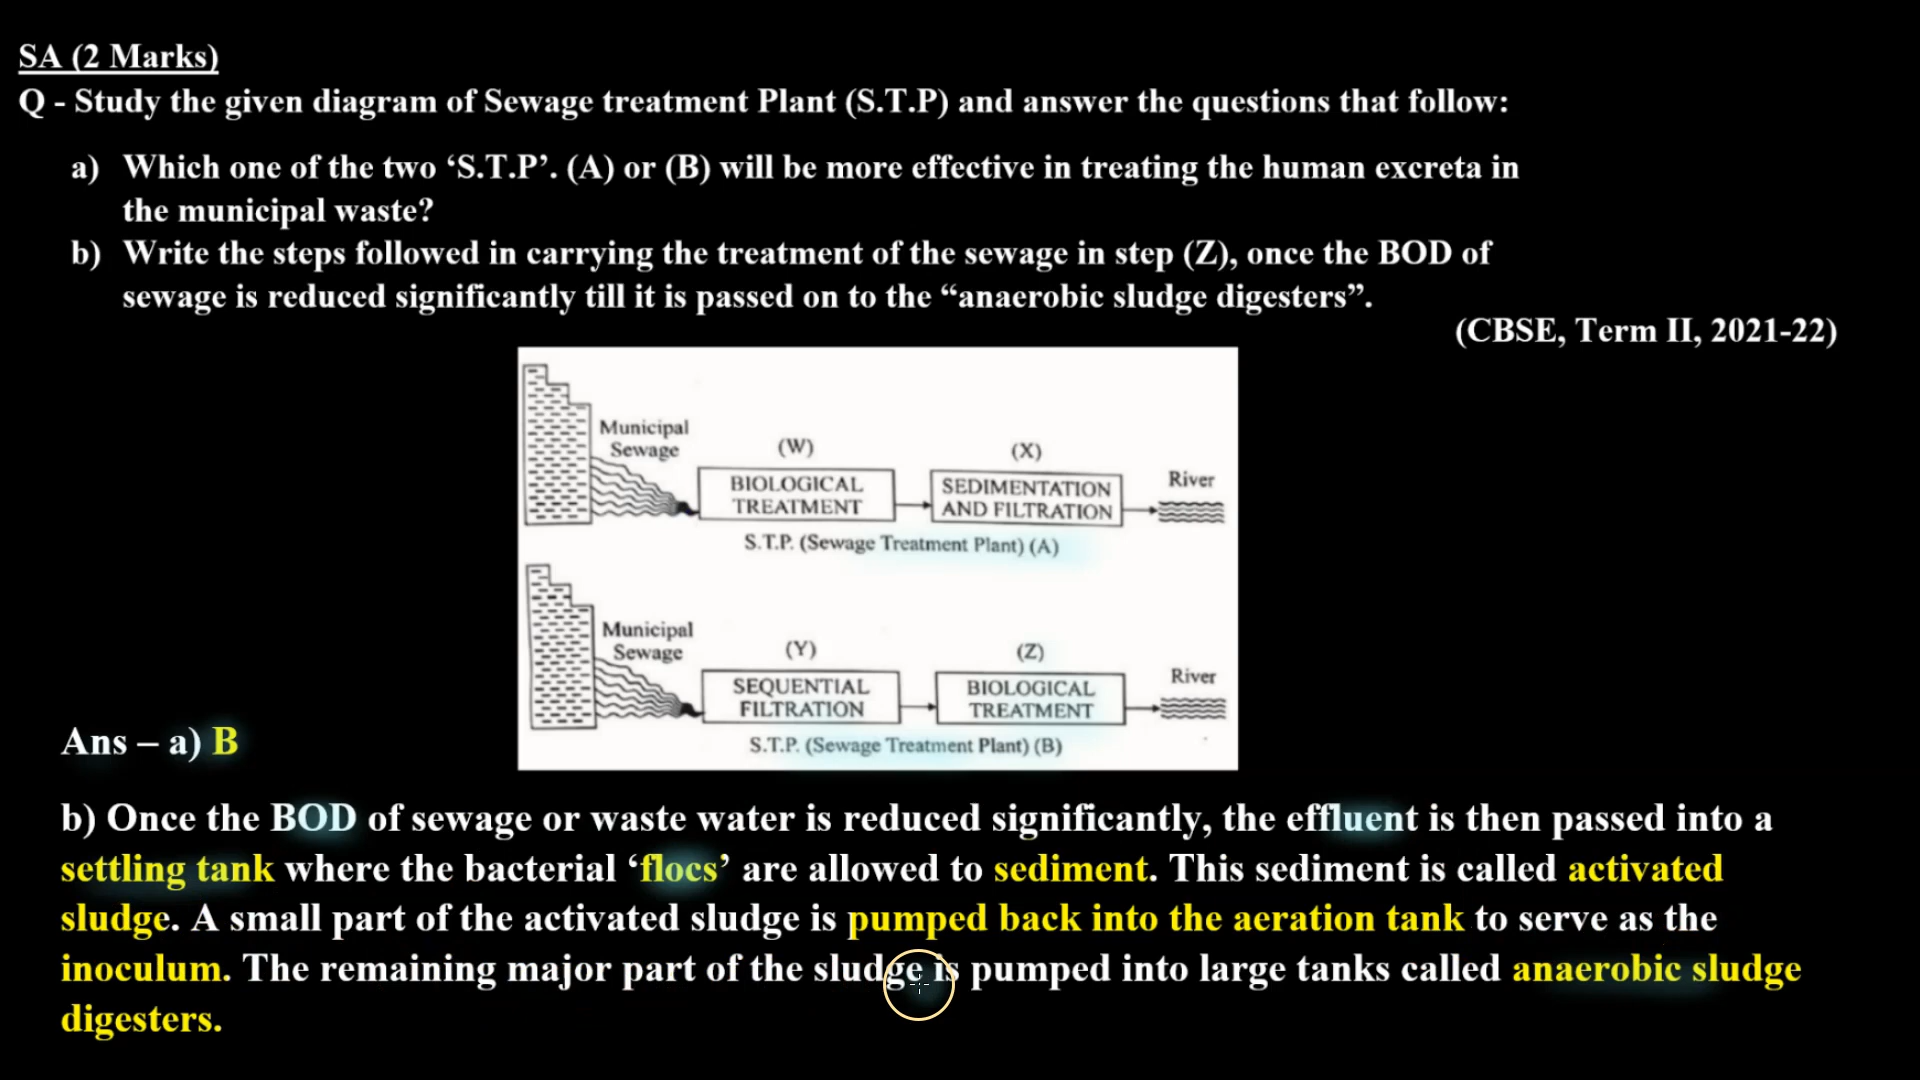 SA (2 Marks)
Q - Study the given diagram of Sewage treatment Plant (S.T.P) and answer the questions that follow:
a) Which one of the two ‘S.T.P’. (A) or (B) will be more effective in treating the human excreta in
the municipal waste?
b) Write the steps followed in carrying the treatment of the sewage in step (Z), once the BOD of
sewage is reduced significantly till it is passed on to the “anaerobic sludge digesters”.
(CBSE, Term II, 2021-22)
Municipal
Sewage
(W)
BIOLOGICAL
TREATMENT
(X)
SEDIMENTATION
AND FILTRATION
River
S.T.P. (Sewage Treatment Plant) (A)
Municipal
Sewage
(Y)
SEQUENTIAL
FILTRATION
(Z)
BIOLOGICAL
TREATMENT
River
S.T.P. (Sewage Treatment Plant) (B)
Ans – a) B
b) Once the BOD of sewage or waste water is reduced significantly, the effluent is then passed into a
settling tank where the bacterial ‘flocs’ are allowed to sediment. This sediment is called activated
sludge. A small part of the activated sludge is pumped back into the aeration tank to serve as the
inoculum. The remaining major part of the sludge is pumped into large tanks called anaerobic sludge
digesters.